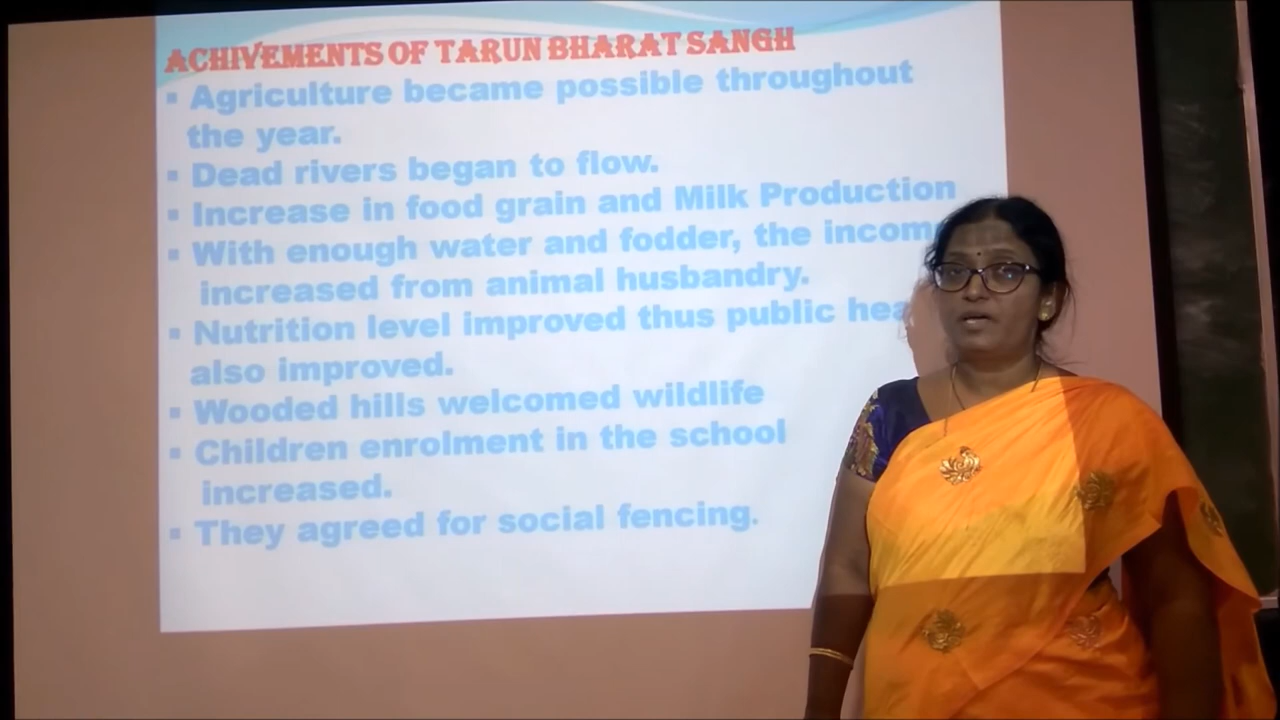 ACHIVEMENTS OF TARUN BHARAT SANGH
▪ Agriculture became possible throughout
the year.
▪ Dead rivers began to flow.
▪ Increase in food grain and Milk Production
▪ With enough water and fodder, the income
increased from animal husbandry.
▪ Nutrition level improved thus public
also improved.
▪ Wooded hills welcomed wildlife
▪ Children enrolment in the school
increased.
▪ They agreed for social fencing.